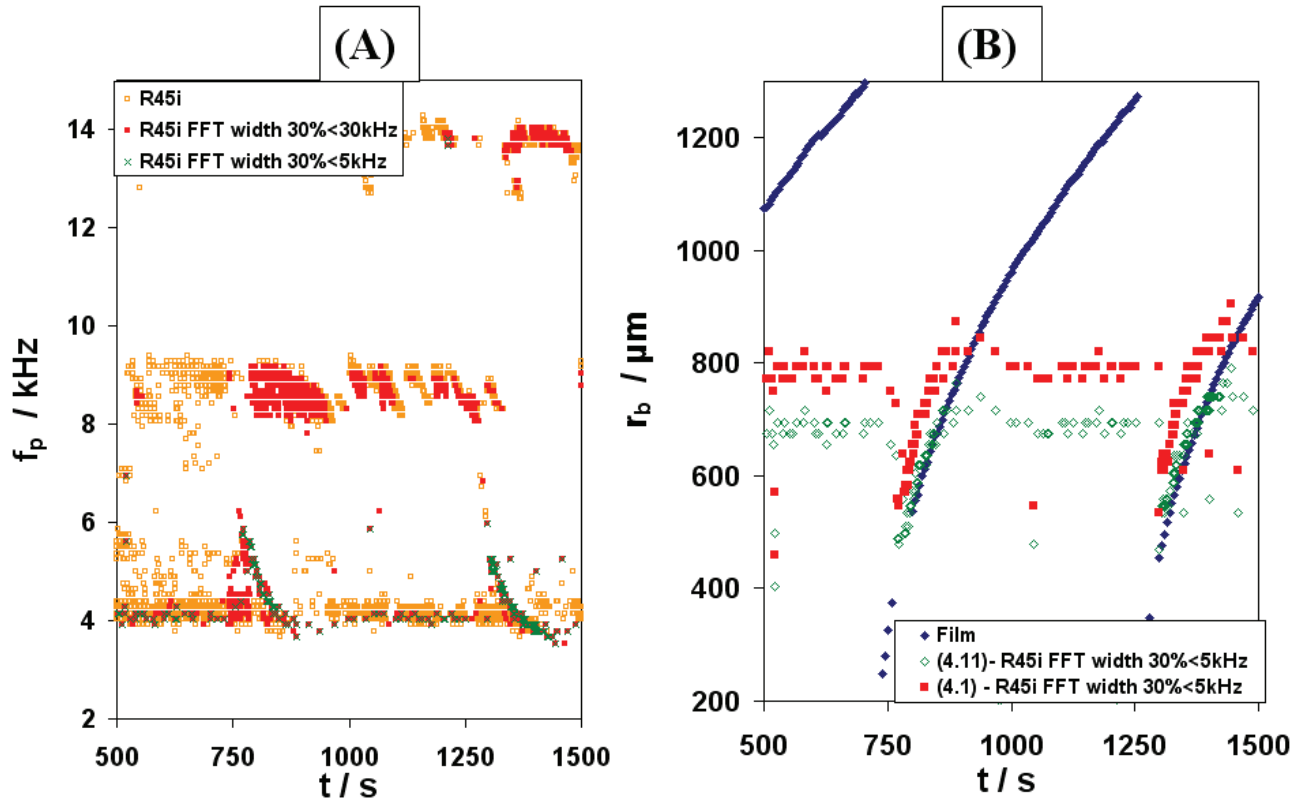 (A)
R45i
R45i FFT width 30%<30kHz
R45i FFT width 30%<5kHz
14
12
10
8
6
4
2
f_p / kHz
500 750 1000 1250 1500
t / s
(B)
1200
1000
800
600
400
200
r_b / µm
Film
(4.11)- R45i FFT width 30%<5kHz
(4.1) - R45i FFT width 30%<5kHz
500 750 1000 1250 1500
t / s